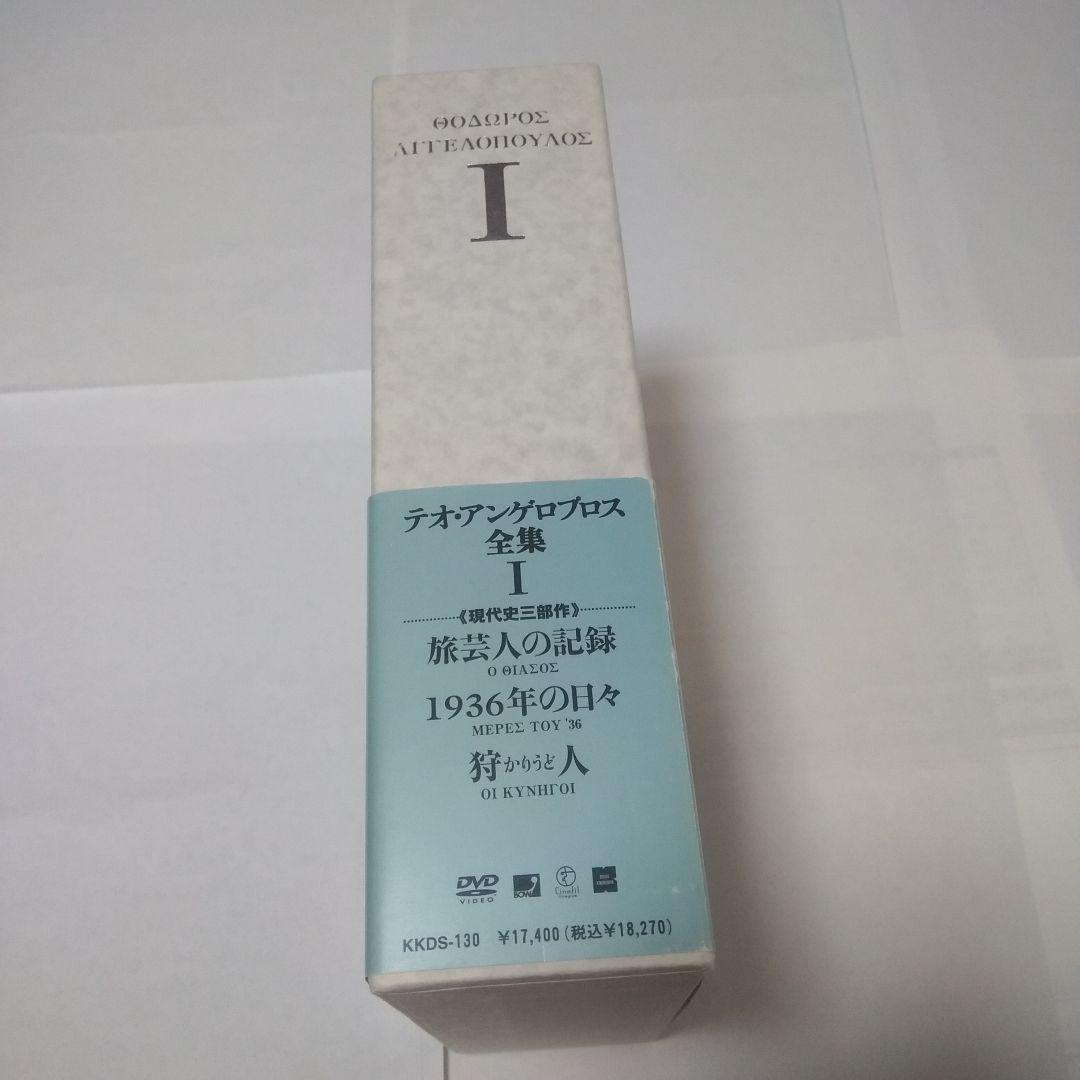 ΘΟΔΩΡΟΣ
ΑΓΓΕΛΟΠΟΥΛΟΣ
I
テオ・アンゲロプロス
全集
I
《現代史三部作》
旅芸人の記録
Ο ΘΙΑΣΟΣ
1936年の日々
ΜΕΡΕΣ ΤΟΥ '36
狩かりうど人
ΟΙ ΚΥΝΗΓΟΙ
DVD
VIDEO
BOW
Cinefil
KKDS-130 ¥17,400(税込¥18,270)